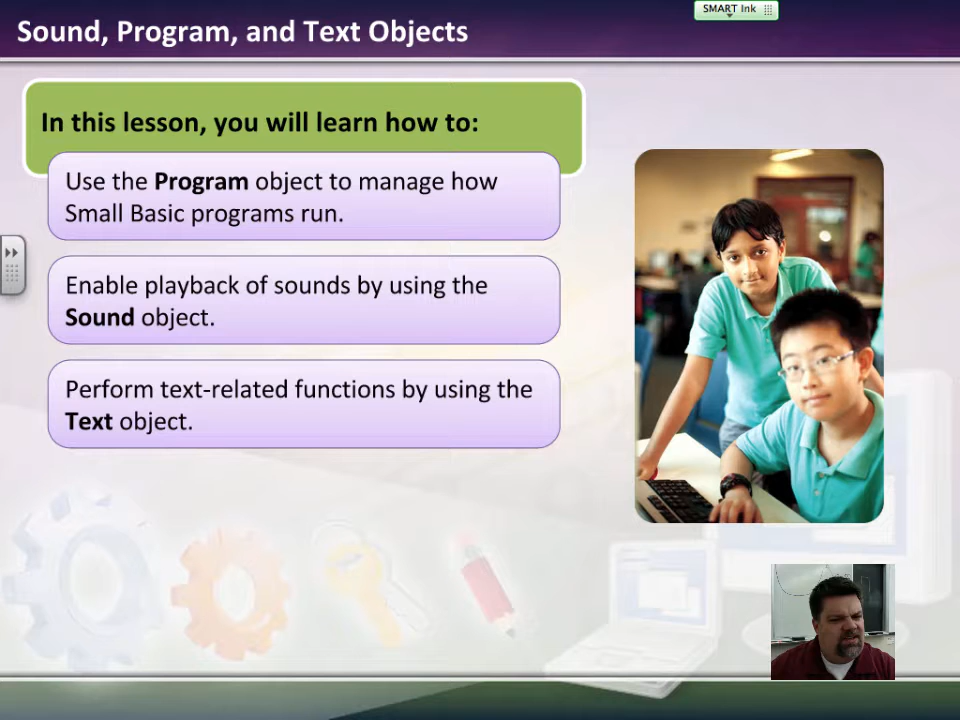 SMART Ink
Sound, Program, and Text Objects
In this lesson, you will learn how to:
Use the Program object to manage how
Small Basic programs run.
Enable playback of sounds by using the
Sound object.
Perform text-related functions by using the
Text object.